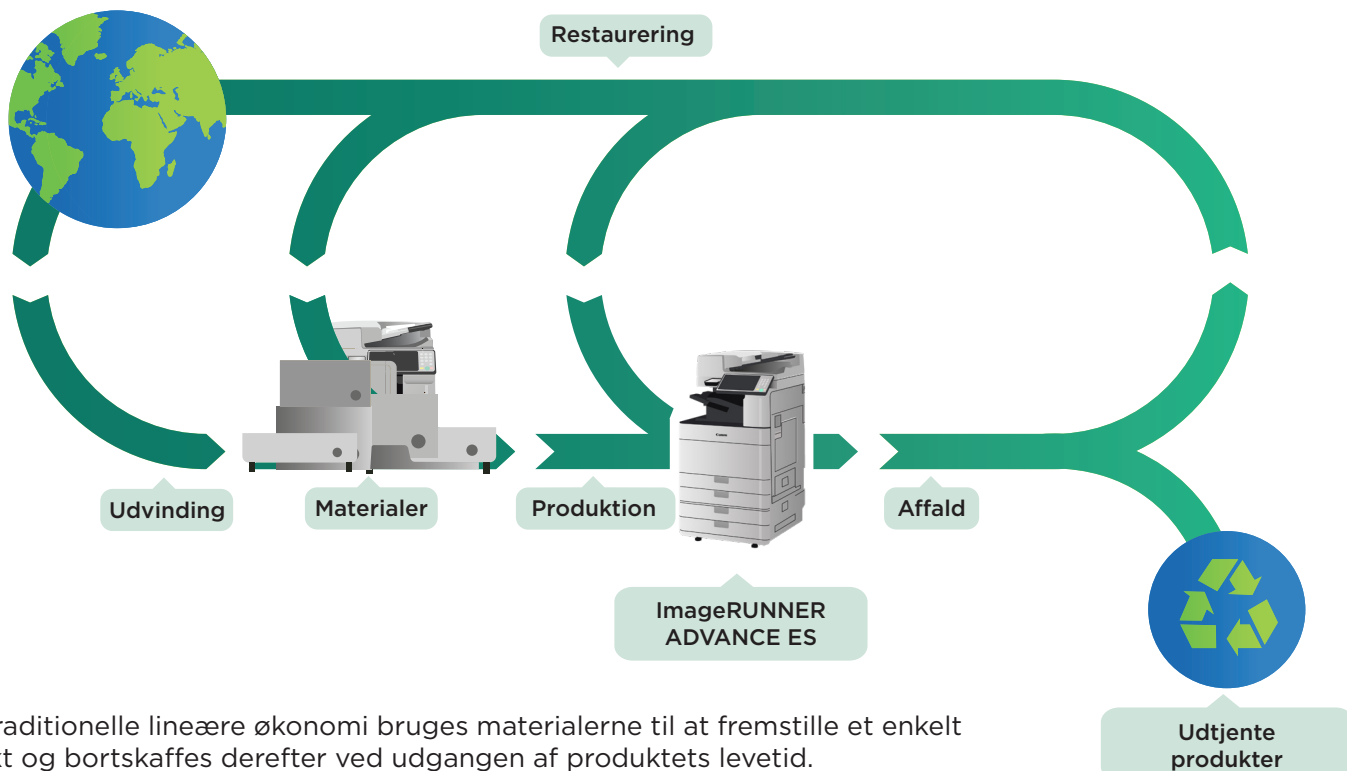 Restaurering
Udvinding
Materialer
Produktion
Affald
Canon
ImageRUNNER
ADVANCE ES
Udtjente
produkter
raditionelle lineære økonomi bruges materialerne til at fremstille et enkelt
kt og bortskaffes derefter ved udgangen af produktets levetid.